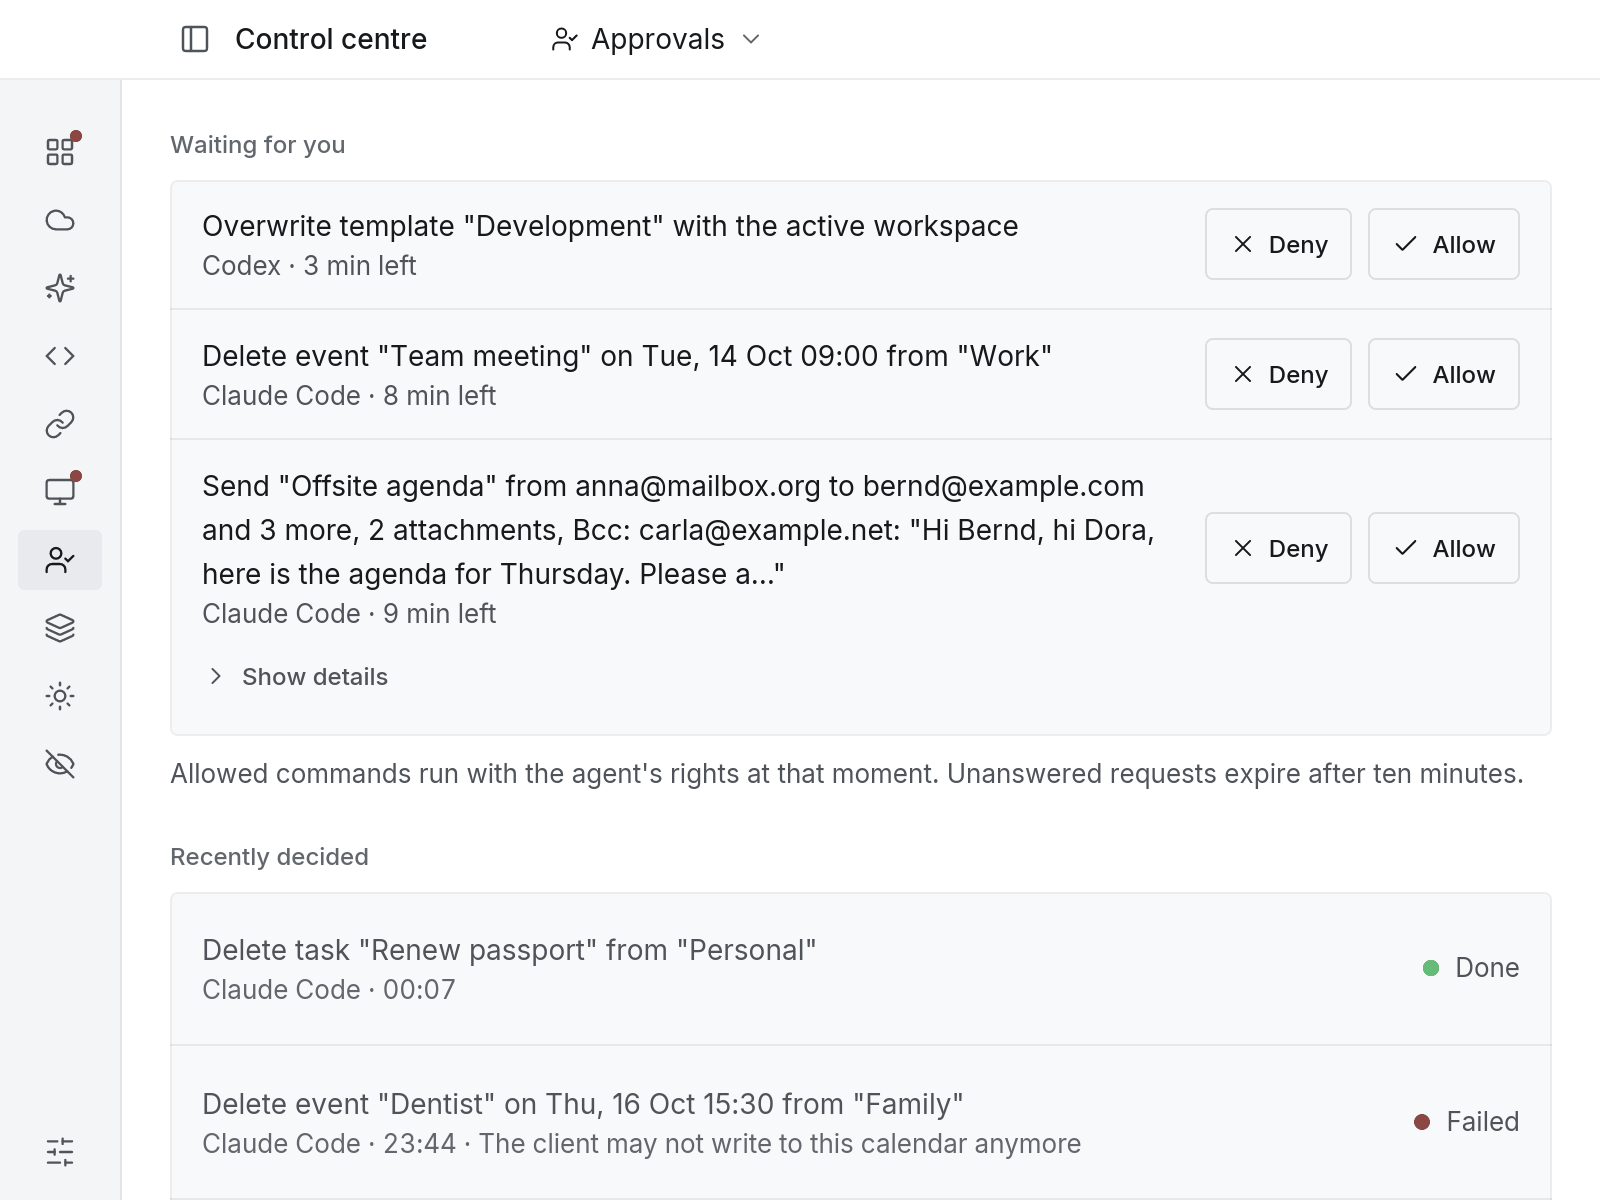 Control centre
Approvals
Waiting for you
Overwrite template "Development" with the active workspace
Codex · 3 min left
Deny
Allow
Delete event "Team meeting" on Tue, 14 Oct 09:00 from "Work"
Claude Code · 8 min left
Deny
Allow
Send "Offsite agenda" from anna@mailbox.org to bernd@example.com
and 3 more, 2 attachments, Bcc: carla@example.net: "Hi Bernd, hi Dora,
here is the agenda for Thursday. Please a..."
Claude Code · 9 min left
Deny
Allow
Show details
Allowed commands run with the agent's rights at that moment. Unanswered requests expire after ten minutes.
Recently decided
Delete task "Renew passport" from "Personal"
Claude Code · 00:07
Done
Delete event "Dentist" on Thu, 16 Oct 15:30 from "Family"
Claude Code · 23:44 · The client may not write to this calendar anymore
Failed